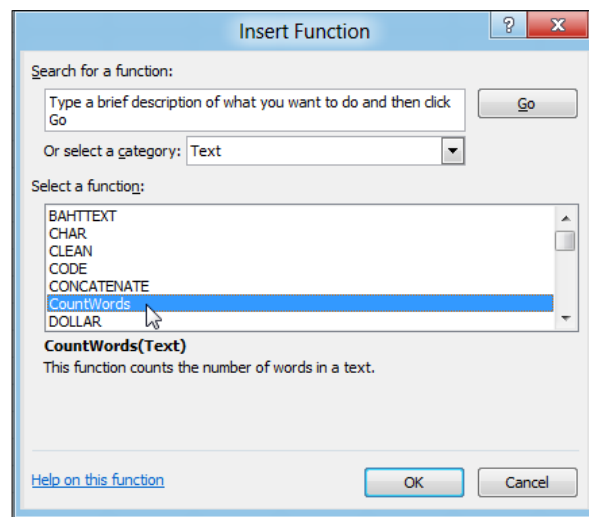 Insert Function
?
Search for a function:
Type a brief description of what you want to do and then click
Go
Go
Or select a category: Text
Select a function:
BAHTTEXT
CHAR
CLEAN
CODE
CONCATENATE
CountWords
DOLLAR
CountWords(Text)
This function counts the number of words in a text.
Help on this function
OK
Cancel